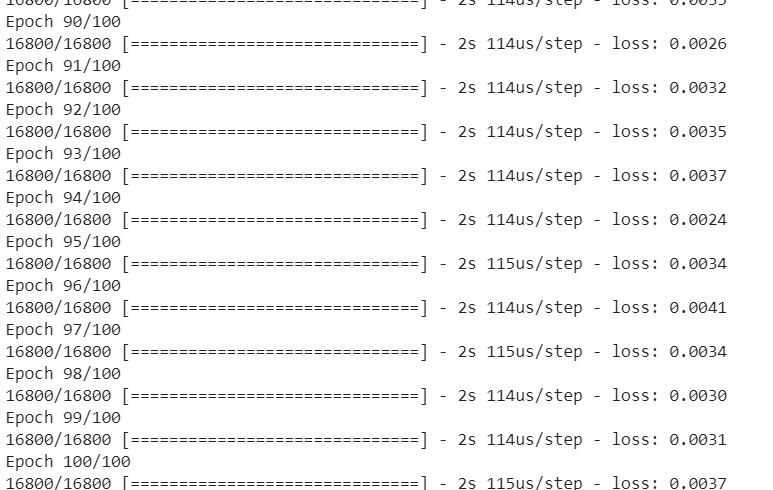 16800/16800 [==============================] - 2s 114us/step - loss: 0.0035
Epoch 90/100
16800/16800 [==============================] - 2s 114us/step - loss: 0.0026
Epoch 91/100
16800/16800 [==============================] - 2s 114us/step - loss: 0.0032
Epoch 92/100
16800/16800 [==============================] - 2s 114us/step - loss: 0.0035
Epoch 93/100
16800/16800 [==============================] - 2s 114us/step - loss: 0.0037
Epoch 94/100
16800/16800 [==============================] - 2s 114us/step - loss: 0.0024
Epoch 95/100
16800/16800 [==============================] - 2s 115us/step - loss: 0.0034
Epoch 96/100
16800/16800 [==============================] - 2s 114us/step - loss: 0.0041
Epoch 97/100
16800/16800 [==============================] - 2s 115us/step - loss: 0.0034
Epoch 98/100
16800/16800 [==============================] - 2s 114us/step - loss: 0.0030
Epoch 99/100
16800/16800 [==============================] - 2s 114us/step - loss: 0.0031
Epoch 100/100
16800/16800 [==============================] - 2s 115us/step - loss: 0.0037